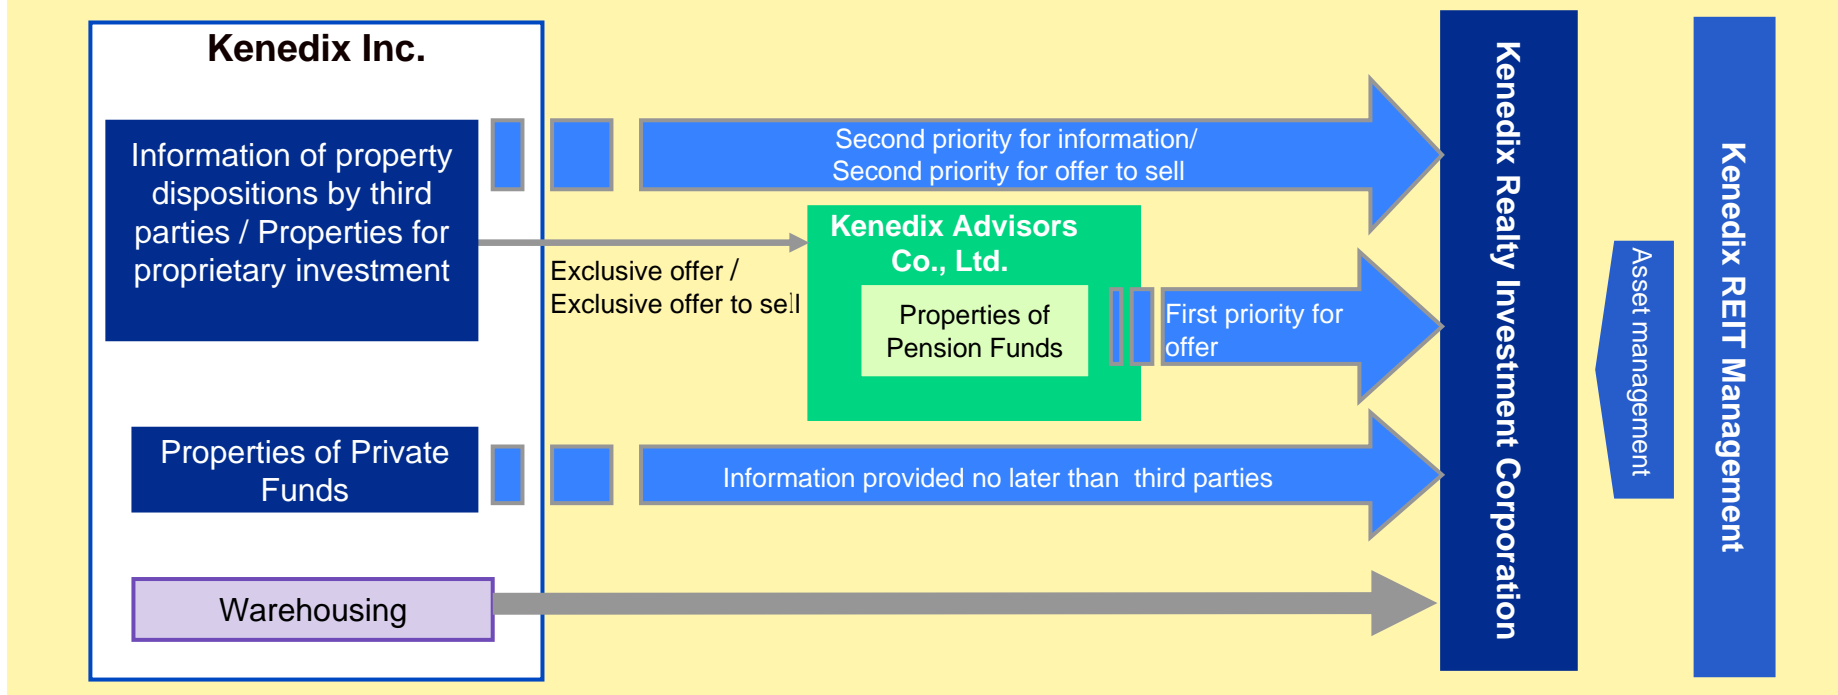 Kenedix Inc.
Information of property
dispositions by third
parties / Properties for
proprietary investment
Second priority for information/
Second priority for offer to sell
Exclusive offer /
Exclusive offer to sell
Kenedix Advisors
Co., Ltd.
Properties of
Pension Funds
First priority for
offer
Properties of Private
Funds
Information provided no later than third parties
Warehousing
Kenedix Realty Investment Corporation
Asset management
Kenedix REIT Management